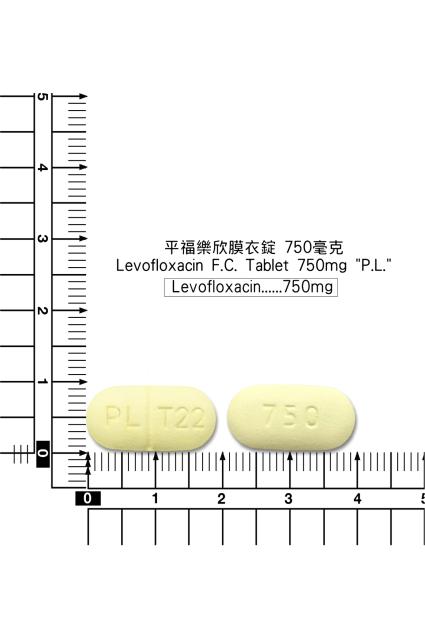 5
4
3
平福樂欣膜衣錠 750毫克
Levofloxacin F.C. Tablet 750mg "P.L."
Levofloxacin......750mg
2
1
PL T22
750
0
0 1 2 3 4 5